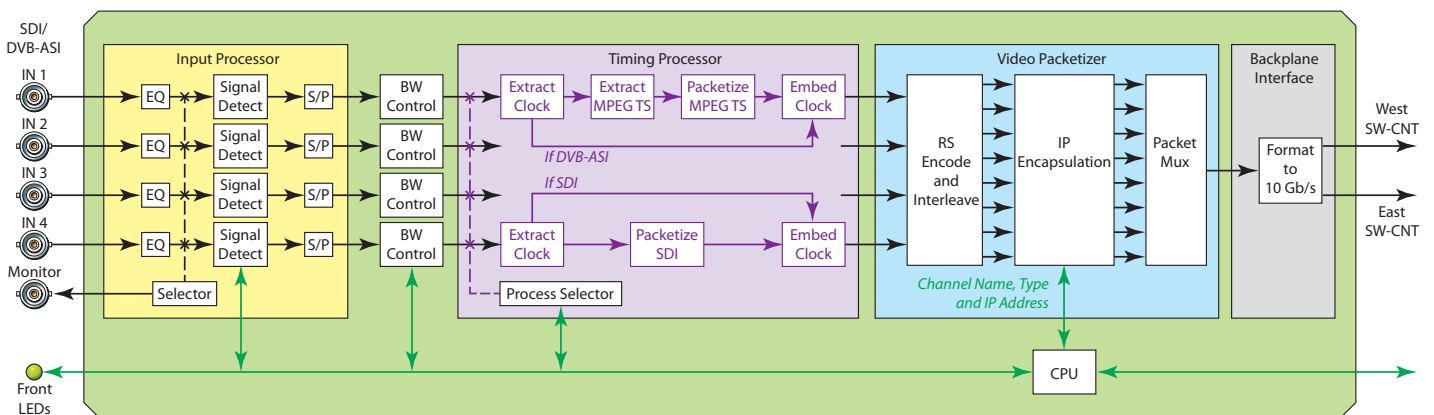 SDI/
DVB-ASI
IN 1
IN 2
IN 3
IN 4
Monitor
Front
LEDs
Input Processor
EQ
Signal
Detect
S/P
EQ
Signal
Detect
S/P
EQ
Signal
Detect
S/P
EQ
Signal
Detect
S/P
Selector
BW
Control
BW
Control
BW
Control
BW
Control
Timing Processor
Extract
Clock
Extract
MPEG TS
Packetize
MPEG TS
Embed
Clock
If DVB-ASI
If SDI
Extract
Clock
Packetize
SDI
Embed
Clock
Process Selector
Video Packetizer
RS
Encode
and
Interleave
IP
Encapsulation
Packet
Mux
Channel Name, Type
and IP Address
CPU
Backplane
Interface
Format
to
10 Gb/s
West
SW-CNT
East
SW-CNT